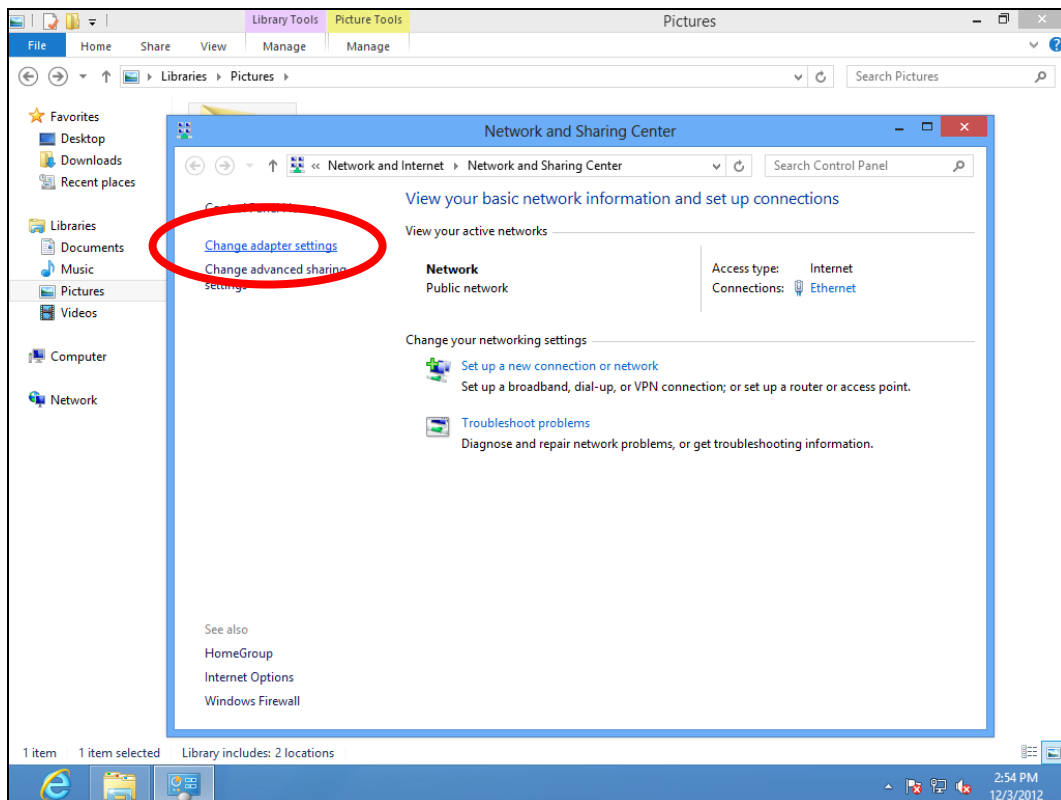 Library Tools
Picture Tools
Pictures
File
Home
Share
View
Manage
Manage
Libraries
Pictures
Search Pictures
Favorites
Desktop
Downloads
Recent places
Libraries
Documents
Music
Pictures
Videos
Computer
Network
Network and Sharing Center
« Network and Internet
Network and Sharing Center
Search Control Panel
Change adapter settings
Change advanced sharing
settings
View your basic network information and set up connections
View your active networks
Network
Public network
Access type: Internet
Connections: Ethernet
Change your networking settings
Set up a new connection or network
Set up a broadband, dial-up, or VPN connection; or set up a router or access point.
Troubleshoot problems
Diagnose and repair network problems, or get troubleshooting information.
See also
HomeGroup
Internet Options
Windows Firewall
1 item
1 item selected
Library includes: 2 locations
2:54 PM
12/3/2012